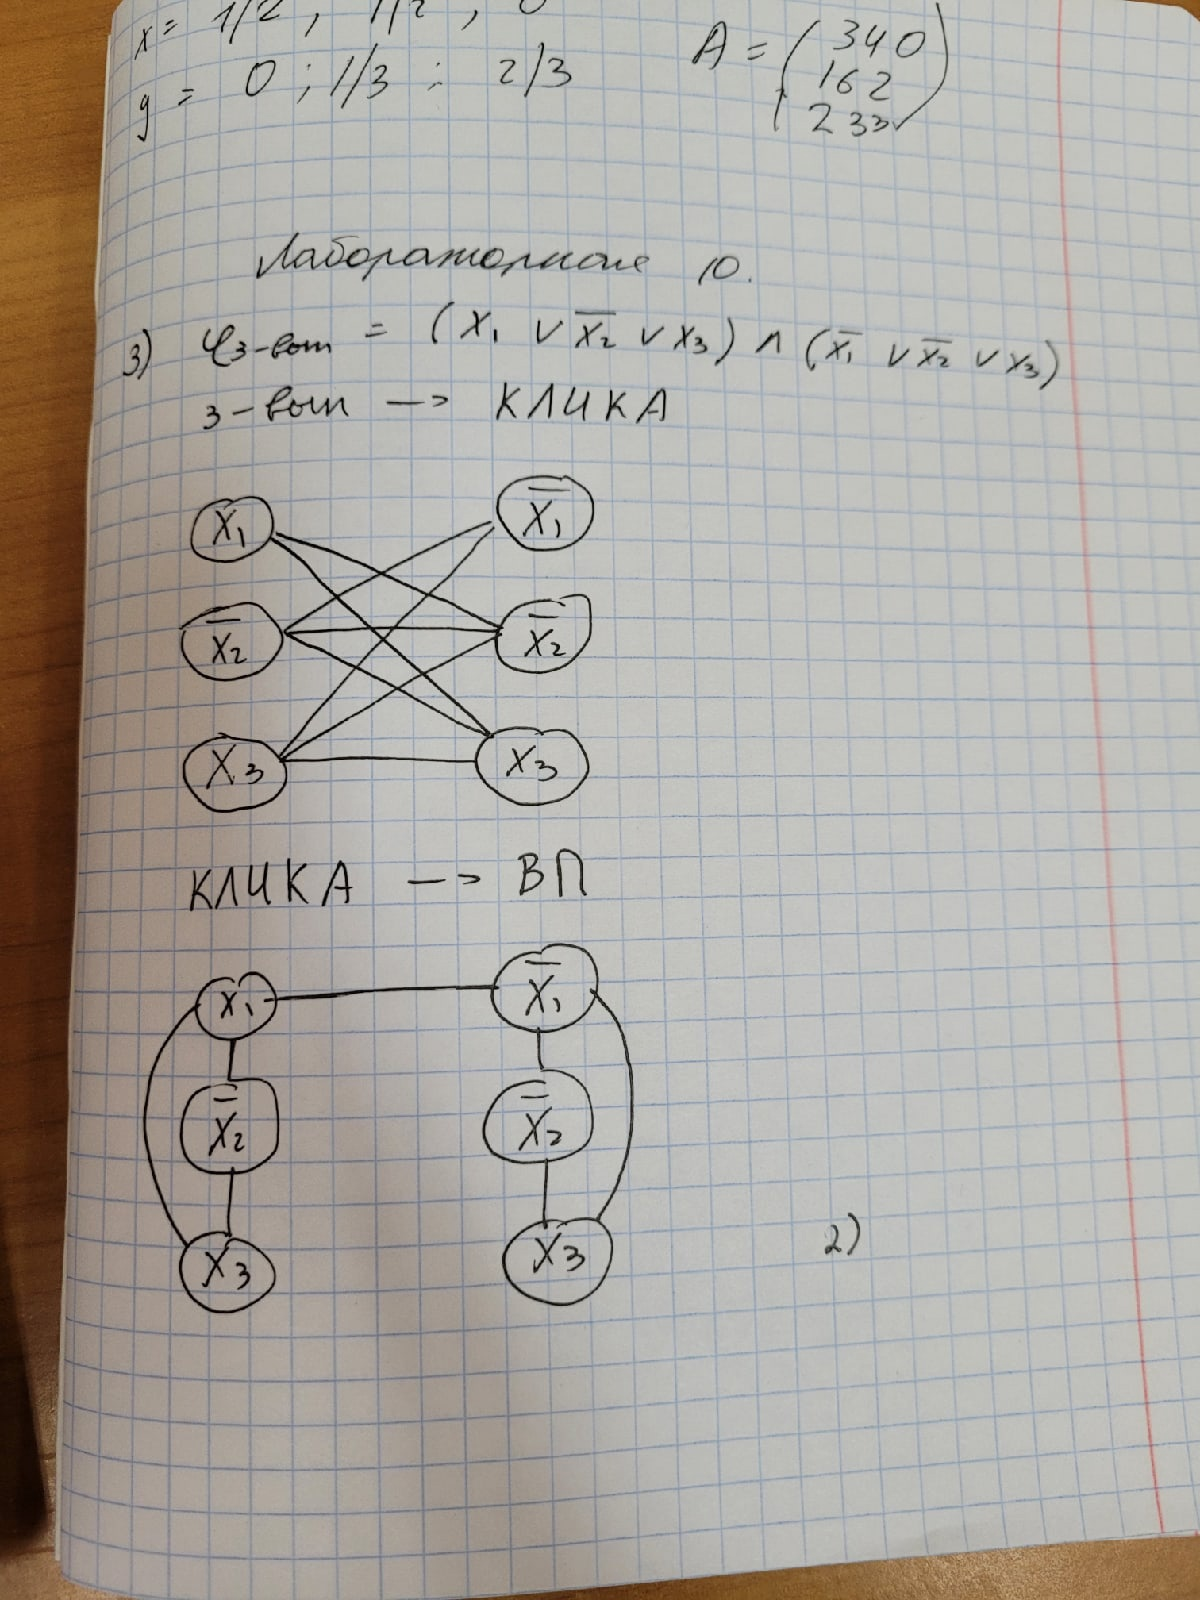 x = 1/2 ; 1/2 ; 0
y = 0 ; 1/3 ; 2/3
A = ( 3 4 0
1 6 2
2 3 3 )
Лабораторная 10.
3) φ3-вып = (x1 ∨ x̅2 ∨ x3) ∧ (x̅1 ∨ x̅2 ∨ x3)
3-вып –> КЛИКА
X1 X̅1
X̅2 X̅2
X3 X3
КЛИКА –> ВП
X1 X̅1
X̅2 X̅2
X3 X3
2)